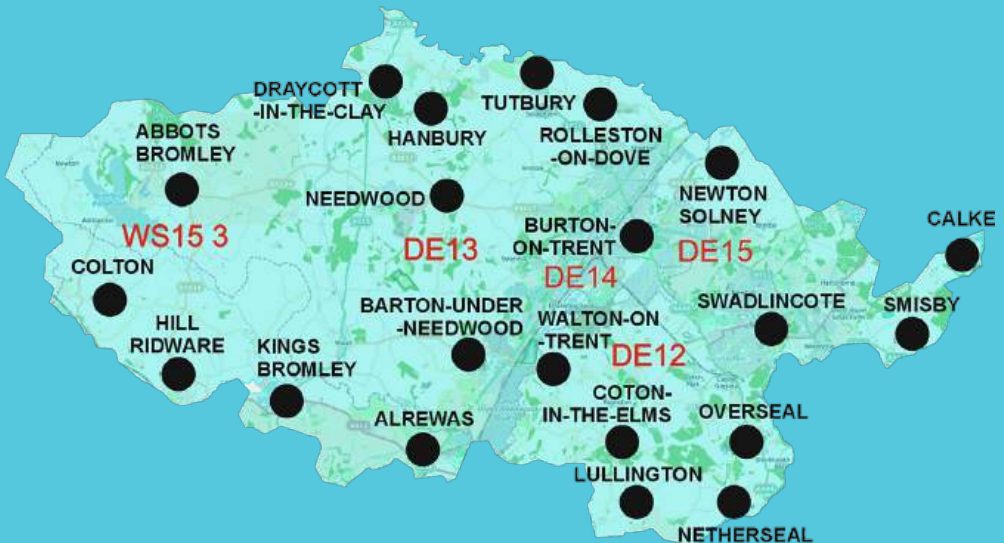 DRAYCOTT
-IN-THE-CLAY
HANBURY
TUTBURY
ROLLESTON
-ON-DOVE
ABBOTS
BROMLEY
NEEDWOOD
NEWTON
SOLNEY
BURTON-
ON-TRENT
CALKE
WS15 3
DE13
DE14
DE15
COLTON
BARTON-UNDER
-NEEDWOOD
WALTON-ON
-TRENT
SWADLINCOTE
SMISBY
HILL
RIDWARE
KINGS
BROMLEY
DE12
ALREWAS
COTON-
IN-THE-ELMS
OVERSEAL
LULLINGTON
NETHERSEAL